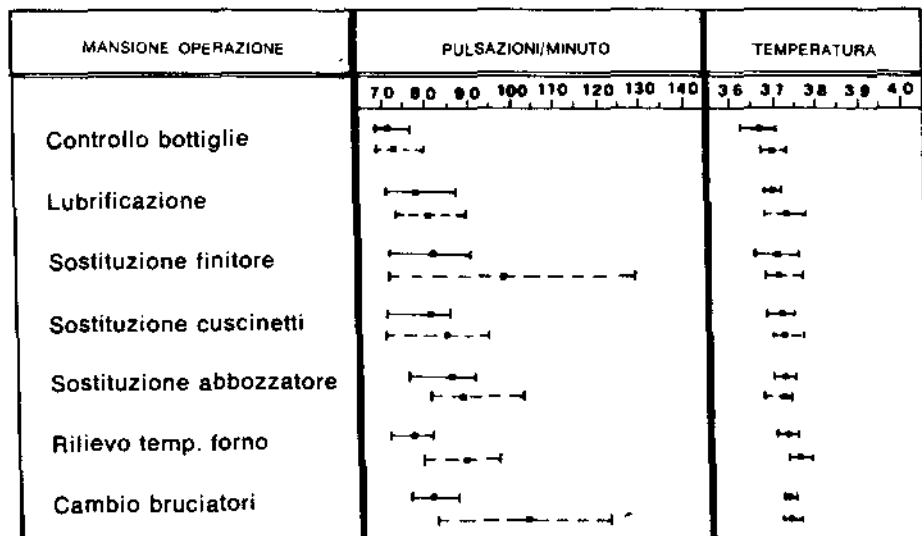 MANSIONE OPERAZIONE PULSAZIONI/MINUTO TEMPERATURA
70 80 90 100 110 120 130 140 36 37 38 39 40
Controllo bottiglie
Lubrificazione
Sostituzione finitore
Sostituzione cuscinetti
Sostituzione abbozzatore
Rilievo temp. forno
Cambio bruciatori